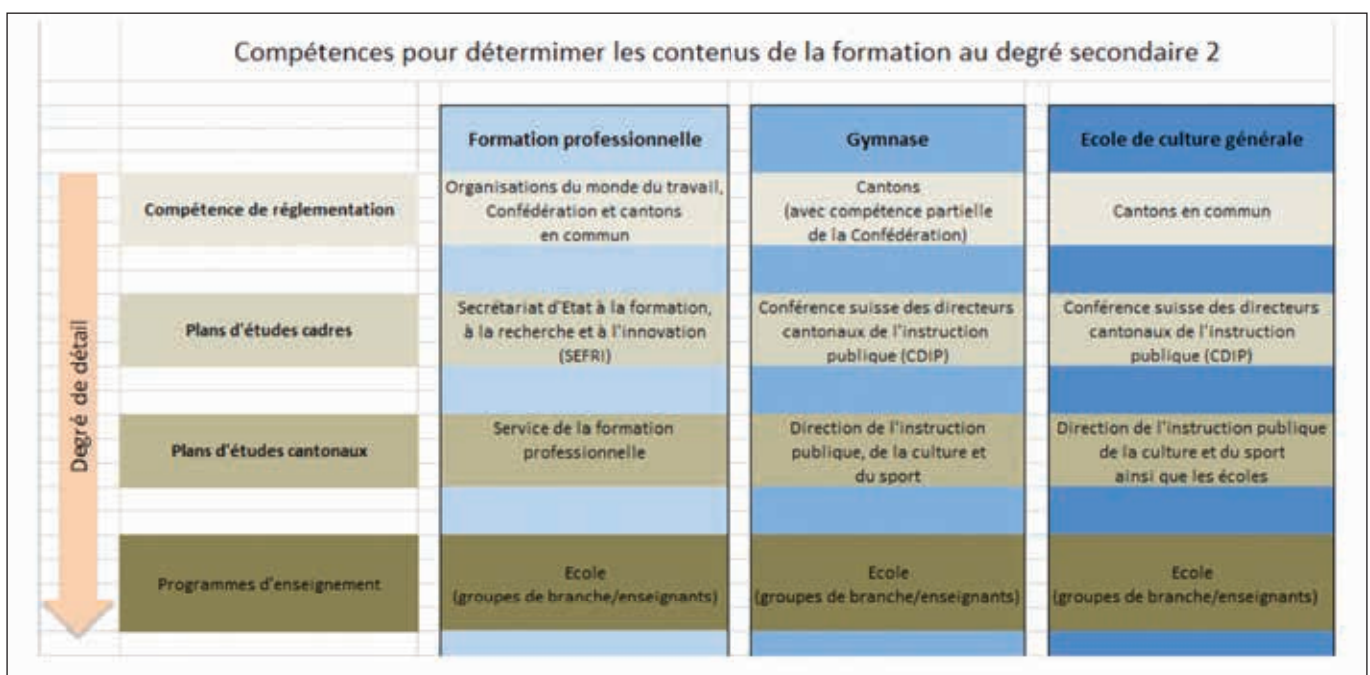 Compétences pour détermimer les contenus de la formation au degré secondaire 2
Formation professionnelle
Gymnase
Ecole de culture générale
Degré de détail
Compétence de réglementation
Organisations du monde du travail,
Confédération et cantons
en commun
Cantons
(avec compétence partielle
de la Confédération)
Cantons en commun
Plans d'études cadres
Secrétariat d'Etat à la formation,
à la recherche et à l'innovation
(SEFRI)
Conférence suisse des directeurs
cantonaux de l'instruction
publique (CDIP)
Conférence suisse des directeurs
cantonaux de l'instruction
publique (CDIP)
Plans d'études cantonaux
Service de la formation
professionnelle
Direction de l'instruction
publique, de la culture et
du sport
Direction de l'instruction publique
de la culture et du sport
ainsi que les écoles
Programmes d'enseignement
Ecole
(groupes de branche/enseignants)
Ecole
(groupes de branche/enseignants)
Ecole
(groupes de branche/enseignants)